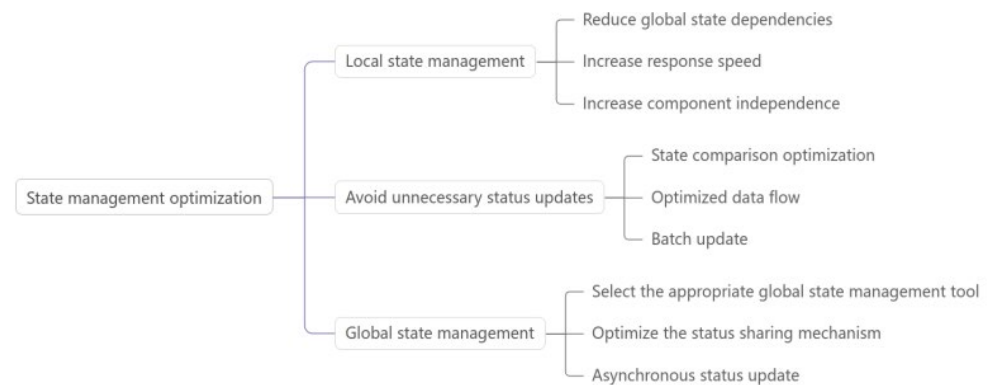 State management optimization
Local state management
Reduce global state dependencies
Increase response speed
Increase component independence
Avoid unnecessary status updates
State comparison optimization
Optimized data flow
Batch update
Global state management
Select the appropriate global state management tool
Optimize the status sharing mechanism
Asynchronous status update